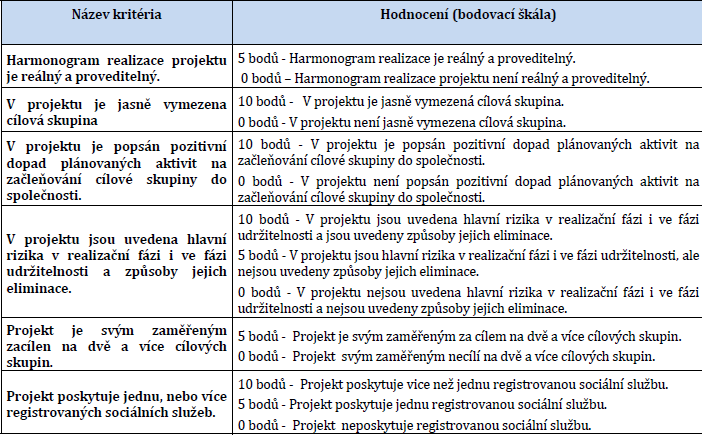 Název kritéria
Hodnocení (bodovací škála)
Harmonogram realizace projektu
je reálný a proveditelný.
5 bodů - Harmonogram realizace je reálný a proveditelný.
0 bodů – Harmonogram realizace projektu není reálný a proveditelný.
V projektu je jasně vymezena
cílová skupina
10 bodů - V projektu je jasně vymezená cílová skupina.
0 bodů - V projektu není jasně vymezena cílová skupina.
V projektu je popsán pozitivní
dopad plánovaných aktivit na
začleňování cílové skupiny do
společnosti.
10 bodů - V projektu je popsán pozitivní dopad plánovaných aktivit na
začleňování cílové skupiny do společnosti.
0 bodů - V projektu není popsán pozitivní dopad plánovaných aktivit na
začleňování cílové skupiny do společnosti.
V projektu jsou uvedena hlavní
rizika v realizační fázi i ve fázi
udržitelnosti a způsoby jejich
eliminace.
10 bodů - V projektu jsou uvedena hlavní rizika v realizační fázi i ve fázi
udržitelnosti a jsou uvedeny způsoby jejich eliminace.
5 bodů - V projektu jsou hlavní rizika v realizační fázi i ve fázi udržitelnosti, ale
nejsou uvedeny způsoby jejich eliminace.
0 bodů - V projektu nejsou uvedena hlavní rizika v realizační fázi i ve fázi
udržitelnosti a nejsou uvedeny způsoby jejich eliminace.
Projekt je svým zaměřeným
zacílen na dvě a více cílových
skupin.
5 bodů - Projekt je svým zaměřeným za cílem na dvě a více cílových skupin.
0 bodů - Projekt svým zaměřeným necílí na dvě a více cílových skupin.
Projekt poskytuje jednu, nebo více
registrovaných sociálních služeb.
10 bodů - Projekt poskytuje vice než jednu registrovanou sociální službu.
5 bodů - Projekt poskytuje jednu registrovanou sociální službu.
0 bodů - Projekt neposkytuje registrovanou sociální službu.